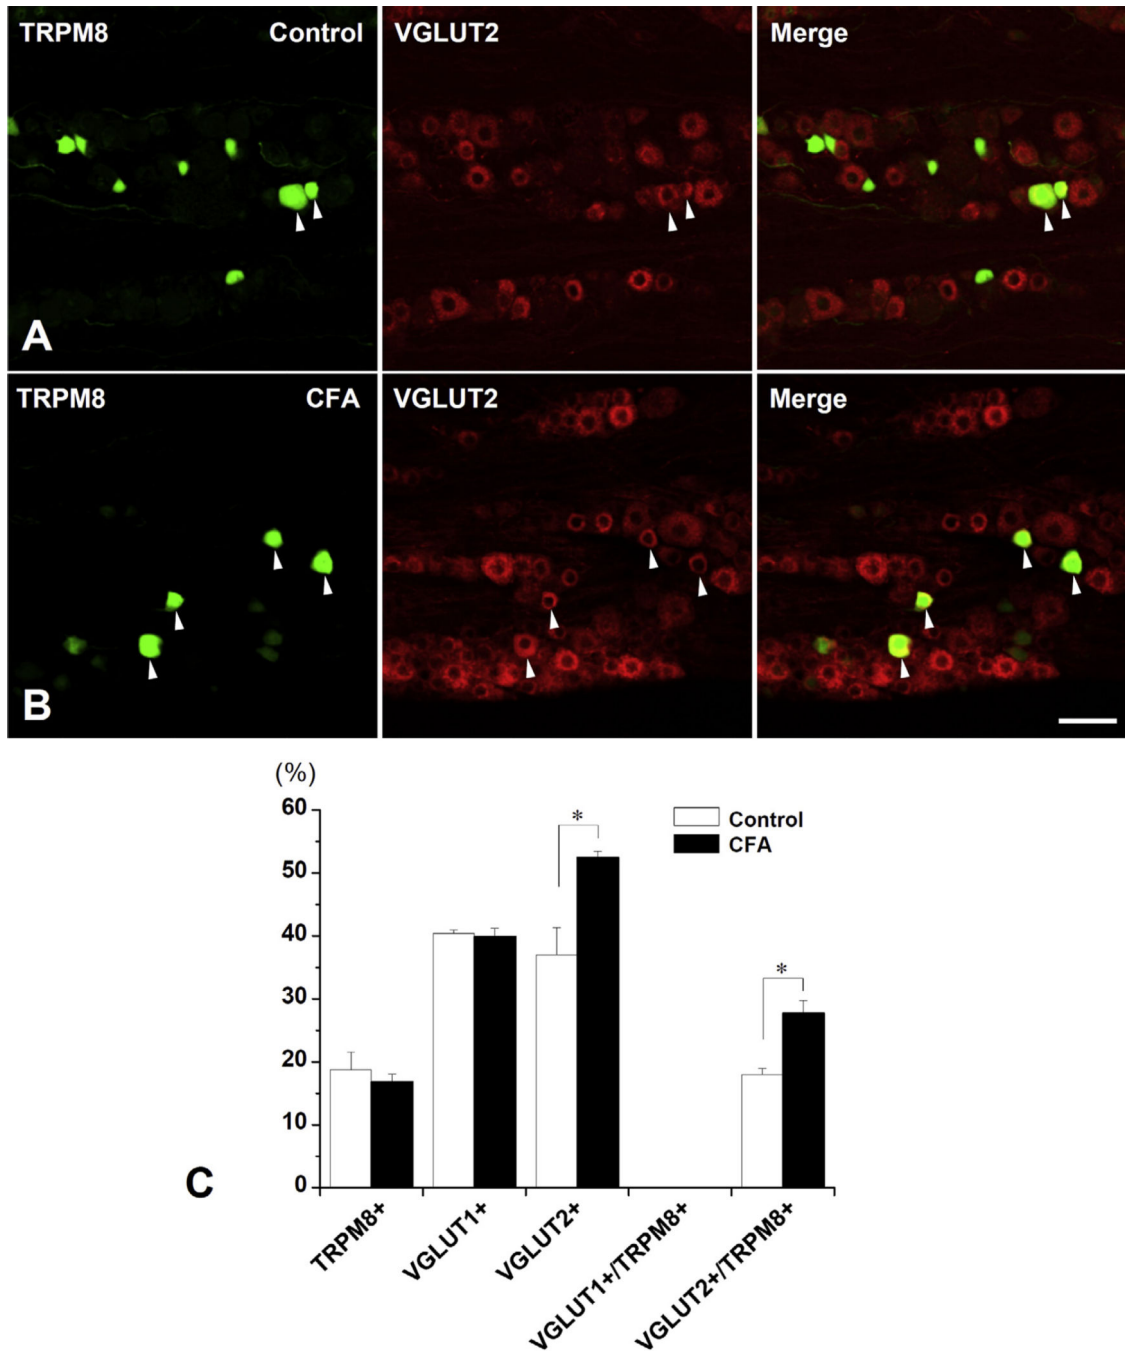 TRPM8 Control VGLUT2 Merge
A
TRPM8 CFA VGLUT2 Merge
B
(%)
60
50
40
30
20
10
0
*
*
Control
CFA
C
TRPM8+
VGLUT1+
VGLUT2+
VGLUT1+/TRPM8+
VGLUT2+/TRPM8+